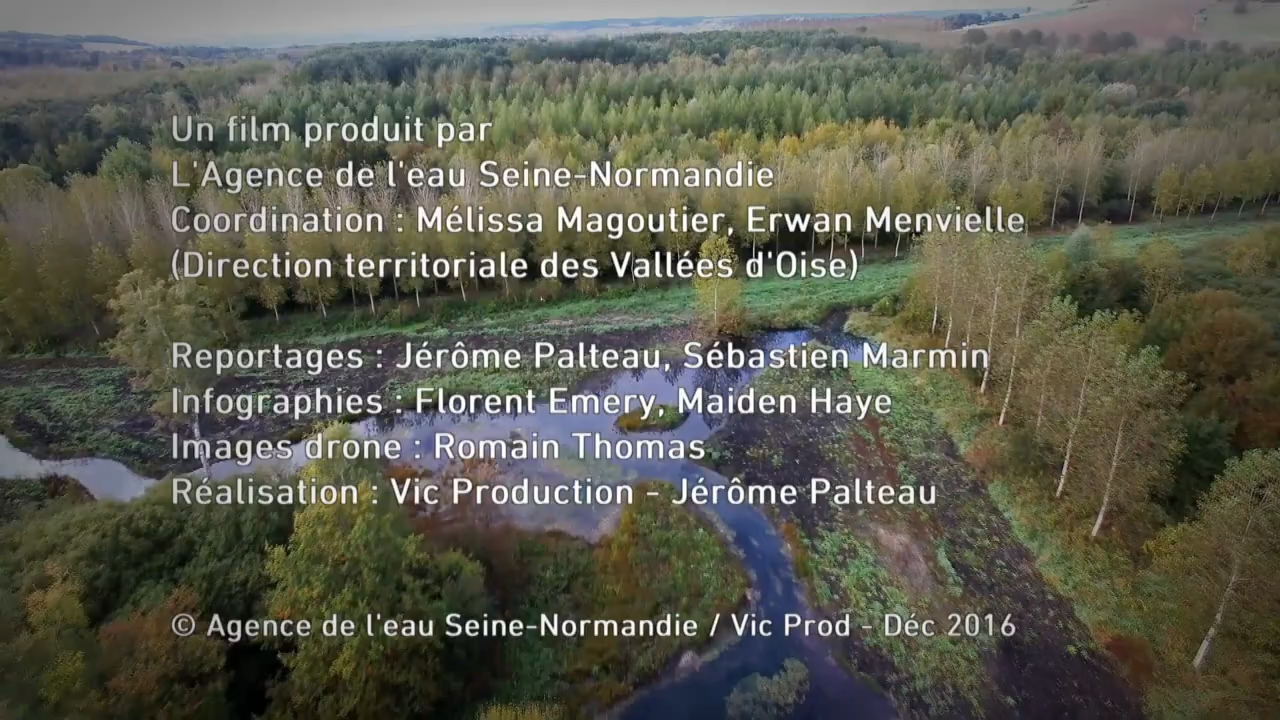 Un film produit par
L'Agence de l'eau Seine-Normandie
Coordination : Mélissa Magoutier, Erwan Menvielle
(Direction territoriale des Vallées d'Oise)
Reportages : Jérôme Palteau, Sébastien Marmin
Infographies : Florent Emery, Maiden Haye
Images drone : Romain Thomas
Réalisation : Vic Production - Jérôme Palteau
© Agence de l'eau Seine-Normandie / Vic Prod - Déc 2016